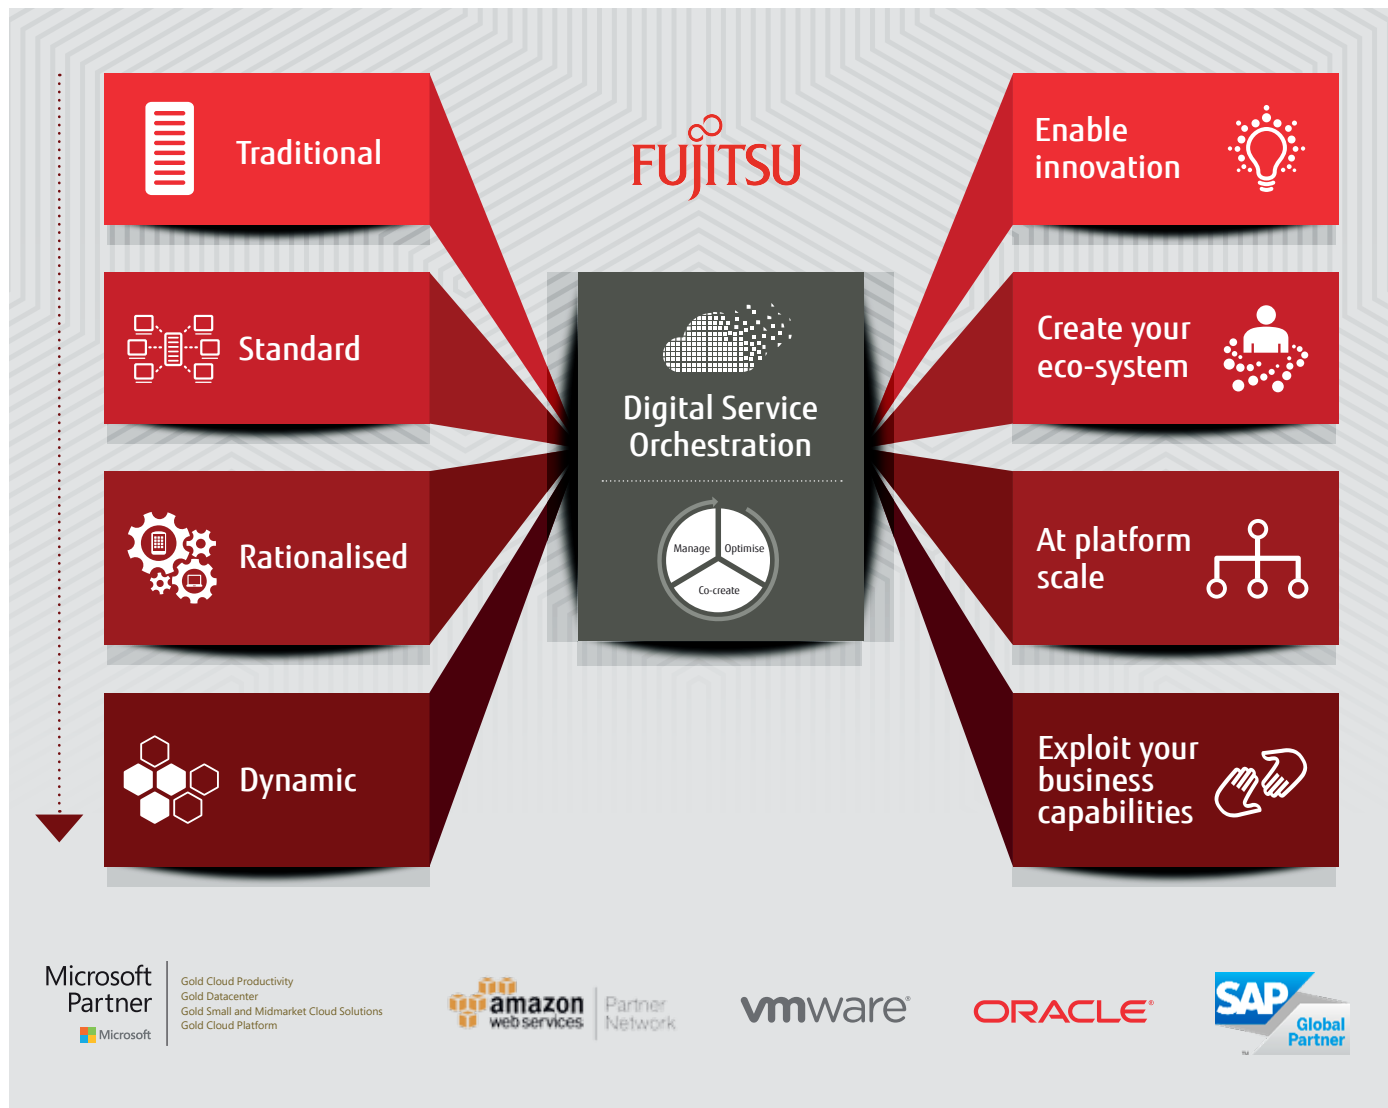 Traditional
Standard
Rationalised
Dynamic
FUJITSU
Digital Service
Orchestration
Manage
Optimise
Co-create
Enable
innovation
Create your
eco-system
At platform
scale
Exploit your
business
capabilities
Microsoft
Partner
Microsoft
Gold Cloud Productivity
Gold Datacenter
Gold Small and Midmarket Cloud Solutions
Gold Cloud Platform
amazon
webservices
Partner
Network
vmware®
ORACLE®
SAP
Global
Partner
™